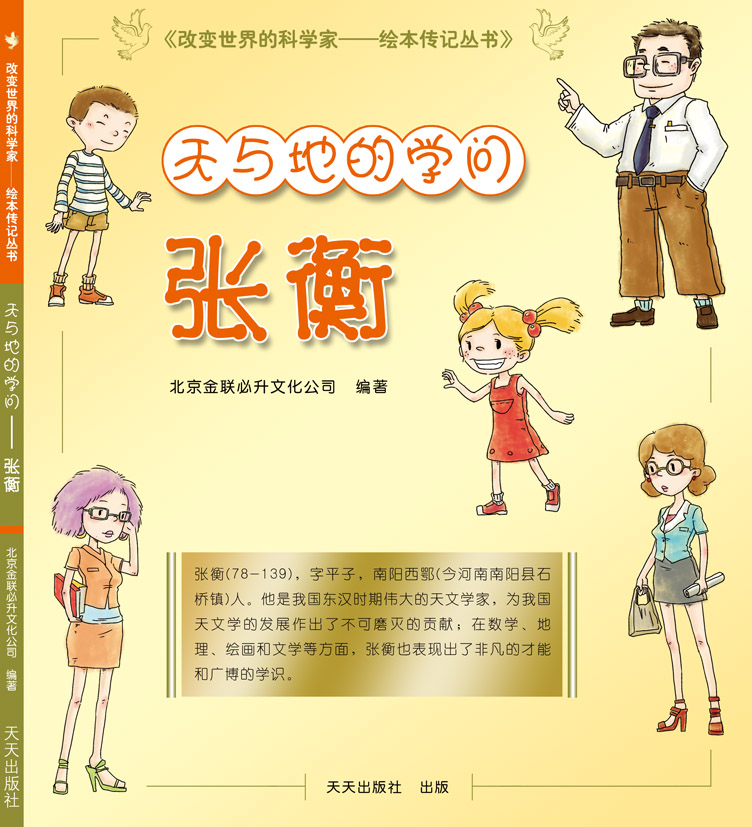 《改变世界的科学家——绘本传记丛书》
天与地的学问
张衡
北京金联必升文化公司 编著
张衡(78-139)，字平子，南阳西鄂(今河南南阳县石
桥镇)人。他是我国东汉时期伟大的天文学家，为我国
天文学的发展作出了不可磨灭的贡献；在数学、地
理、绘画和文学等方面，张衡也表现出了非凡的才能
和广博的学识。
天天出版社 出版
改变世界的科学家——绘本传记丛书
天与地的学问——张衡
北京金联必升文化公司 编著
天天出版社